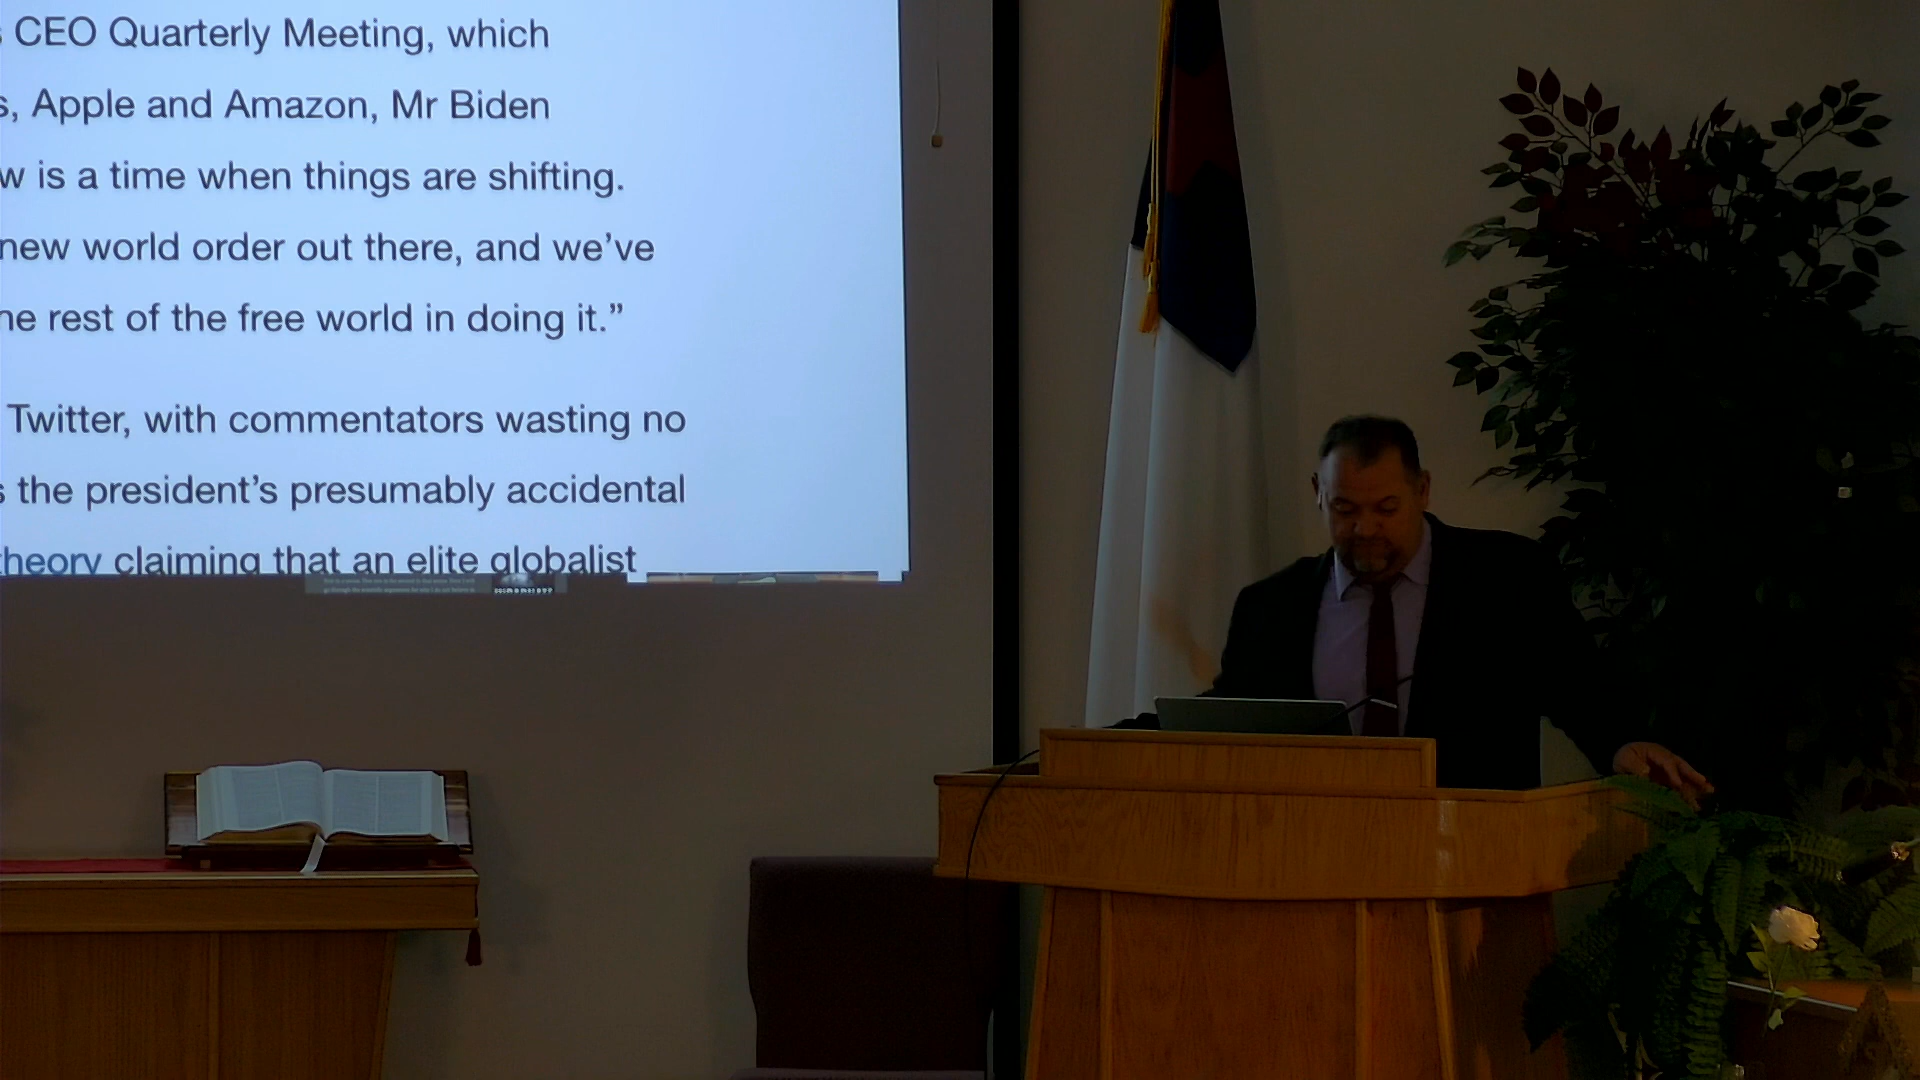 CEO Quarterly Meeting, which
Apple and Amazon, Mr Biden
is a time when things are shifting.
new world order out there, and we've
rest of the free world in doing it.”
Twitter, with commentators wasting no
the president's presumably accidental
theory claiming that an elite globalist